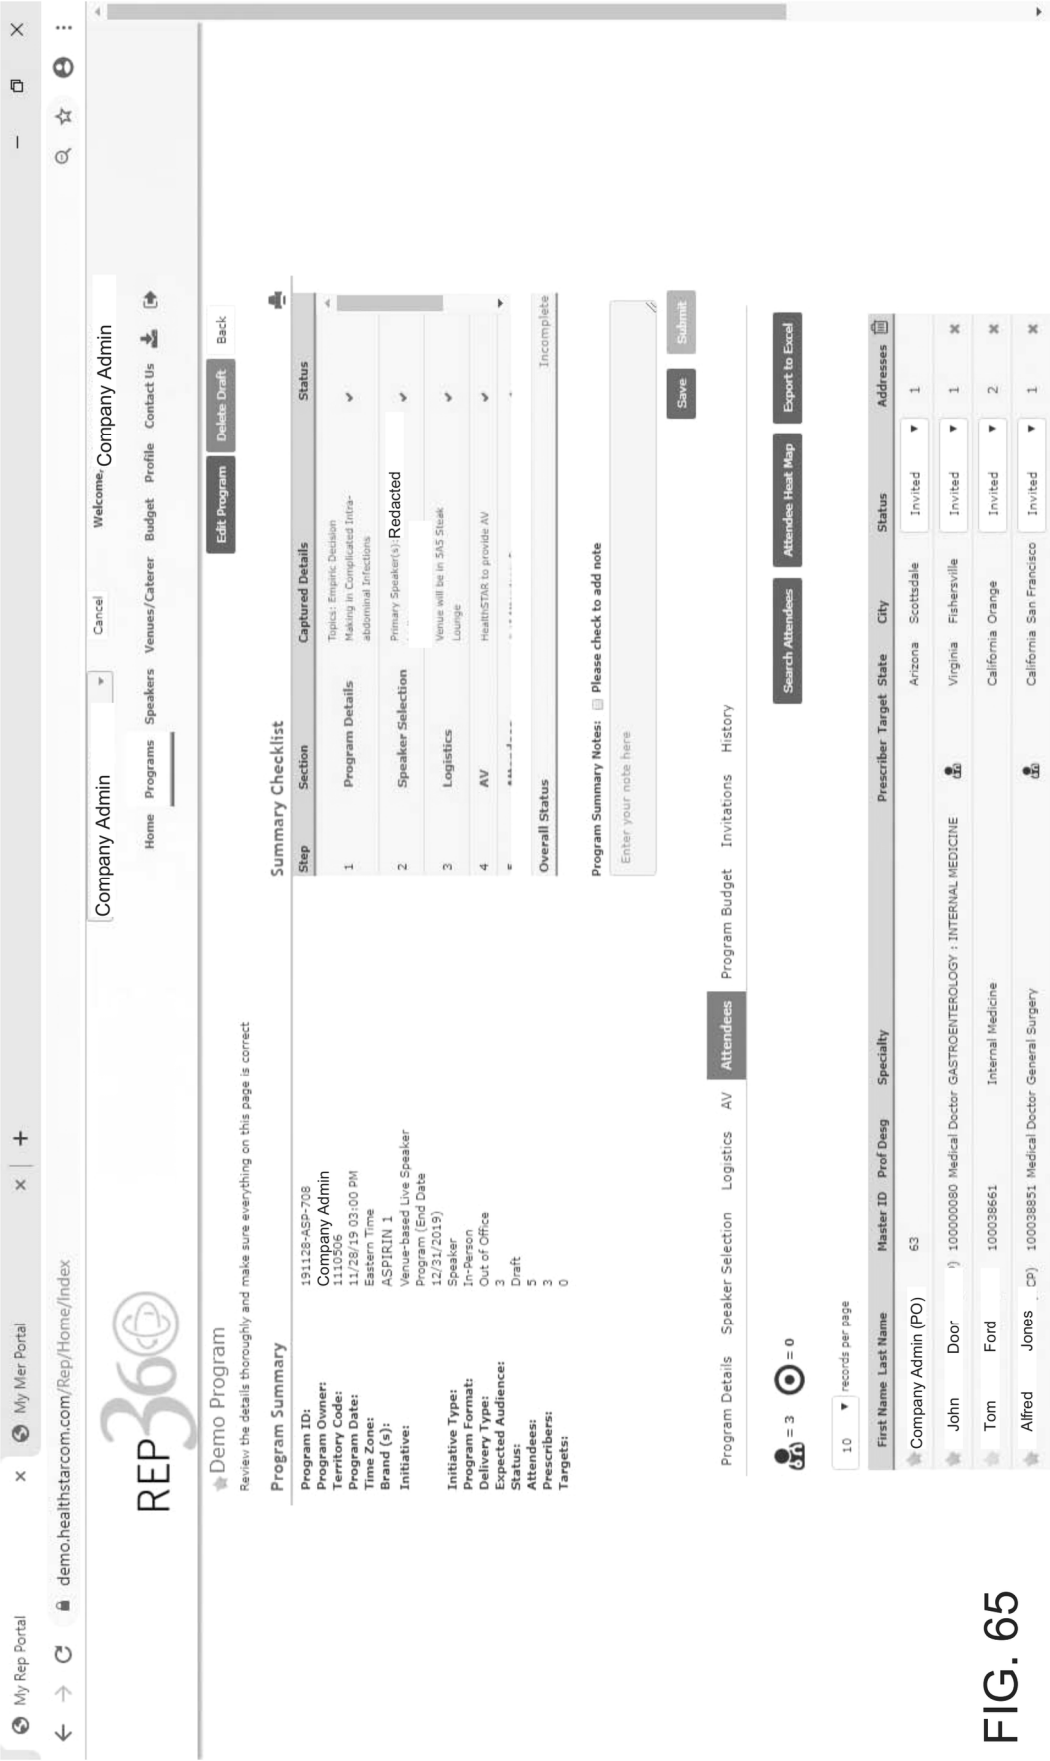 My Rep Portal
My Mer Portal
demo.healthstarcom.com/Rep/Home/Index
Company Admin
Cancel
Welcome, Company Admin
REP360
Home Programs Speakers Venues/Caterer Budget Profile Contact Us
Demo Program
Edit Program Delete Draft Back
Review the details thoroughly and make sure everything on this page is correct
Program Summary
Program ID: 191128-ASP-708
Program Owner: Company Admin
Territory Code: 1110506
Program Date: 11/28/19 03:00 PM
Time Zone: Eastern Time
Brand (s): ASPIRIN 1
Initiative: Venue-based Live Speaker
Program (End Date
12/31/2019)
Initiative Type: Speaker
Program Format: In-Person
Delivery Type: Out of Office
Expected Audience: 3
Status: Draft
Attendees: 5
Prescribers: 3
Targets: 0
Summary Checklist
Step Section Captured Details Status
1 Program Details Topics: Empiric Decision
Making in Complicated Intra-
abdominal Infections
2 Speaker Selection Primary Speaker(s): Redacted
3 Logistics Venue will be in SAS Steak
Lounge
4 AV HealthSTAR to provide AV
Overall Status Incomplete
Program Summary Notes: Please check to add note
Enter your note here
Save Submit
Program Details Speaker Selection Logistics AV Attendees Program Budget Invitations History
= 3 = 0
Search Attendees Attendee Heat Map Export to Excel
10 records per page
First Name Last Name Master ID Prof Desg Specialty Prescriber Target State City Status Addresses
Company Admin (PO) 63 Arizona Scottsdale Invited 1
John Door ) 100000080 Medical Doctor GASTROENTEROLOGY : INTERNAL MEDICINE Virginia Fishersville Invited 1
Tom Ford 100038661 Internal Medicine California Orange Invited 2
Alfred Jones CP) 100038851 Medical Doctor General Surgery California San Francisco Invited 1
FIG. 65